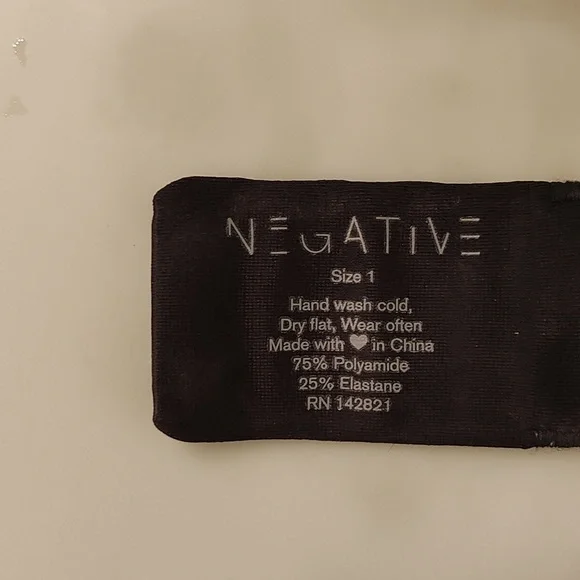 NEGATIVE
Size 1
Hand wash cold,
Dry flat, Wear often
Made with ♥ in China
75% Polyamide
25% Elastane
RN 142821